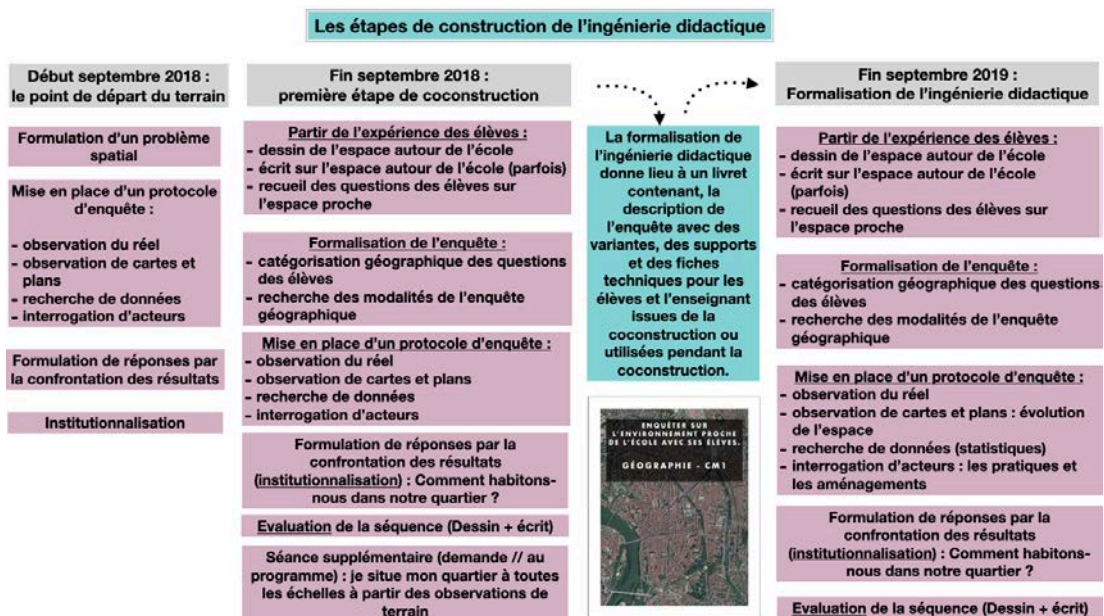 Les étapes de construction de l'ingénierie didactique
Début septembre 2018 :
le point de départ du terrain
Formulation d'un problème
spatial
Mise en place d'un protocole
d'enquête :
- observation du réel
- observation de cartes et
plans
- recherche de données
- interrogation d'acteurs
Formulation de réponses par
la confrontation des résultats
Institutionnalisation
Fin septembre 2018 :
première étape de coconstruction
Partir de l'expérience des élèves :
- dessin de l'espace autour de l'école
- écrit sur l'espace autour de l'école (parfois)
- recueil des questions des élèves sur
l'espace proche
Formalisation de l'enquête :
- catégorisation géographique des questions
des élèves
- recherche des modalités de l'enquête
géographique
Mise en place d'un protocole d'enquête :
- observation du réel
- observation de cartes et plans
- recherche de données
- interrogation d'acteurs
Formulation de réponses par la
confrontation des résultats
(institutionnalisation) : Comment habitons-
nous dans notre quartier ?
Evaluation de la séquence (Dessin + écrit)
Séance supplémentaire (demande // au
programme) : je situe mon quartier à toutes
les échelles à partir des observations de
terrain
La formalisation de
l'ingénierie didactique
donne lieu à un livret
contenant, la
description de
l'enquête avec des
variantes, des supports
et des fiches
techniques pour les
élèves et l'enseignant
issues de la
coconstruction ou
utilisées pendant la
coconstruction.
ENQUÊTER SUR
L'ENVIRONNEMENT PROCHE
DE L'ÉCOLE AVEC SES ÉLÈVES.
GÉOGRAPHIE - CM1
Fin septembre 2019 :
Formalisation de l'ingénierie didactique
Partir de l'expérience des élèves :
- dessin de l'espace autour de l'école
- écrit sur l'espace autour de l'école
(parfois)
- recueil des questions des élèves sur
l'espace proche
Formalisation de l'enquête :
- catégorisation géographique des questions
des élèves
- recherche des modalités de l'enquête
géographique
Mise en place d'un protocole d'enquête :
- observation du réel
- observation de cartes et plans : évolution
de l'espace
- recherche de données (statistiques)
- interrogation d'acteurs : les pratiques et
les aménagements
Formulation de réponses par la
confrontation des résultats
(institutionnalisation) : Comment habitons-
nous dans notre quartier ?
Evaluation de la séquence (Dessin + écrit)